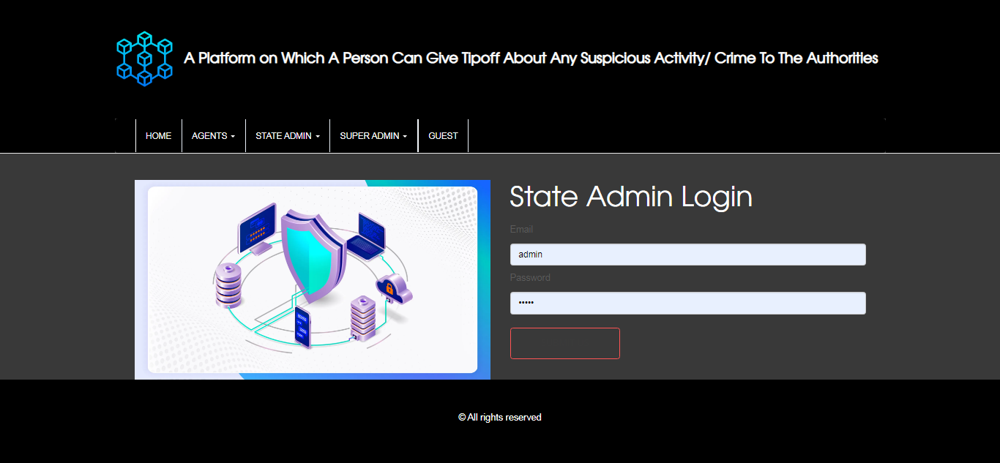 A Platform on Which A Person Can Give Tipoff About Any Suspicious Activity/ Crime To The Authorities
HOME
AGENTS
STATE ADMIN
SUPER ADMIN
GUEST
State Admin Login
Email
admin
Password
•••••
© All rights reserved